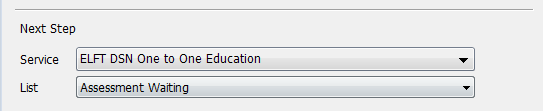 Next Step
Service ELFT DSN One to One Education
List Assessment Waiting